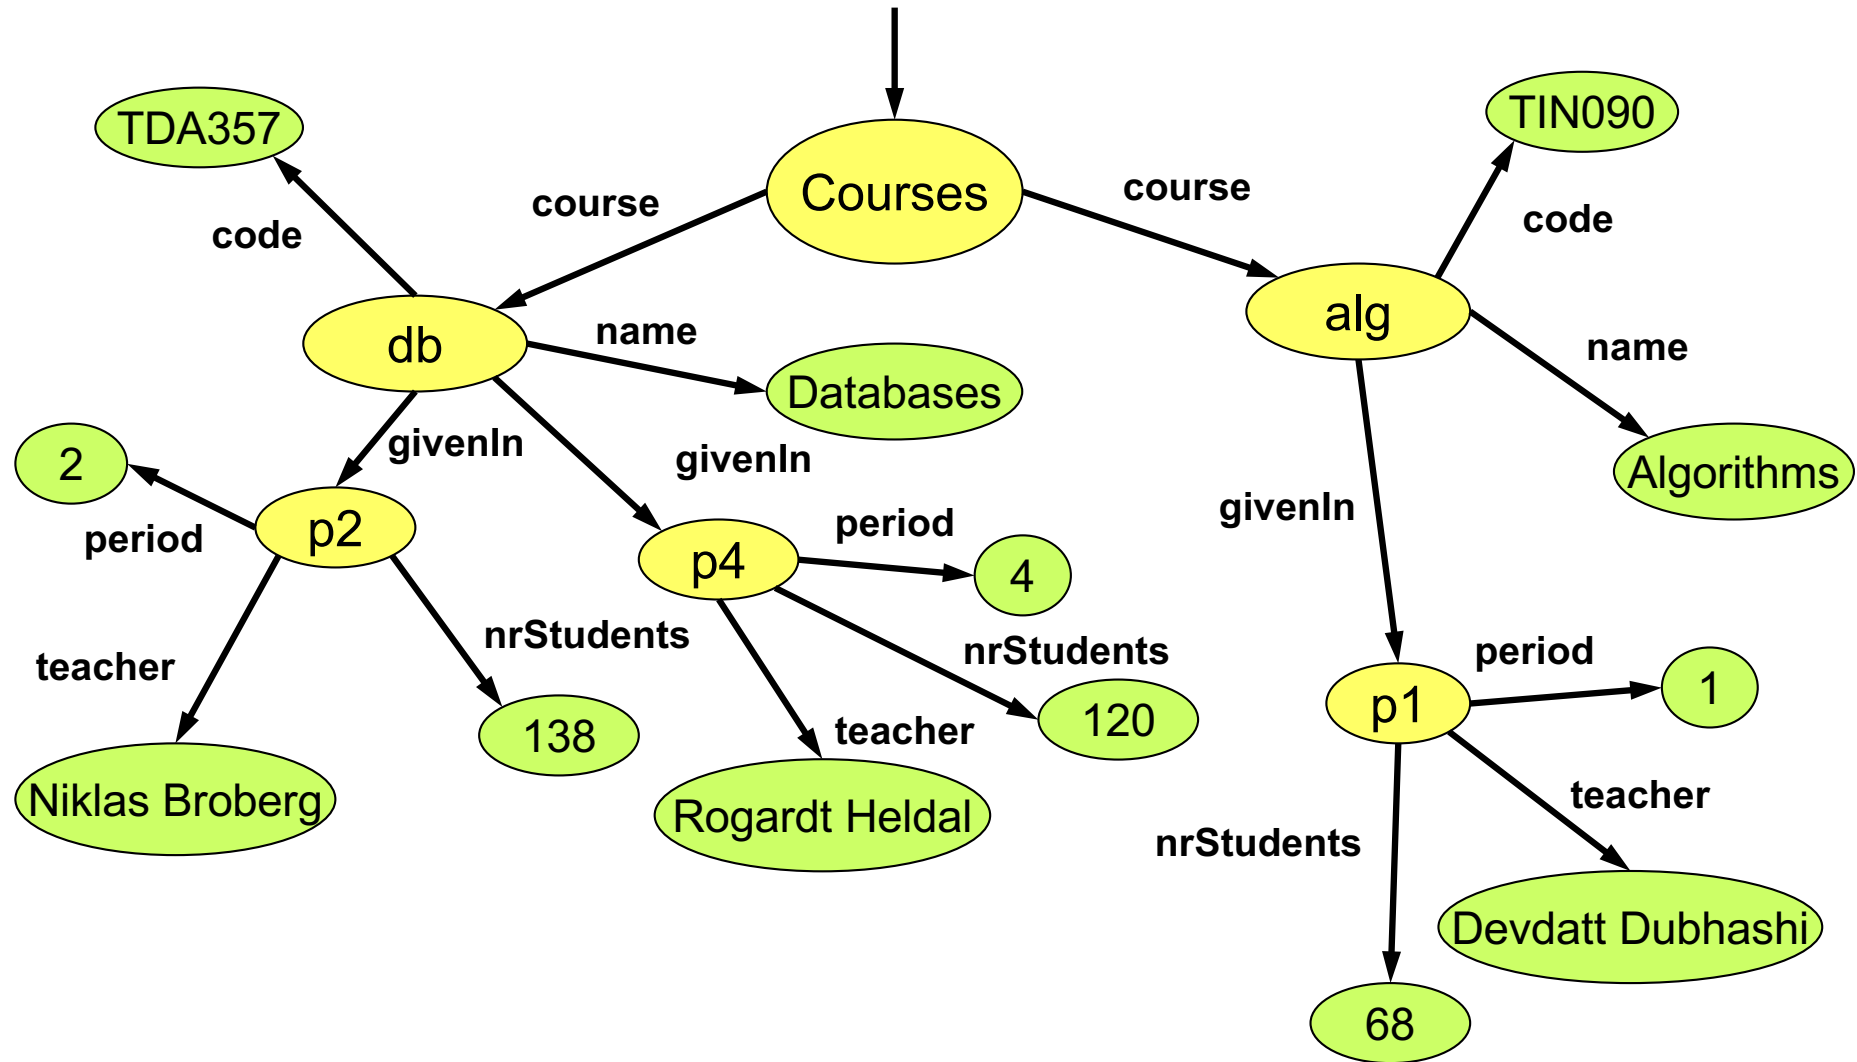 TDA357
TIN090
Courses
course
course
code
code
db
name
alg
name
Databases
givenIn
givenIn
2
Algorithms
period
p2
givenIn
period
p4
4
nrStudents
nrStudents
period
teacher
1
p1
138
teacher
120
Niklas Broberg
Rogardt Heldal
teacher
nrStudents
Devdatt Dubhashi
68